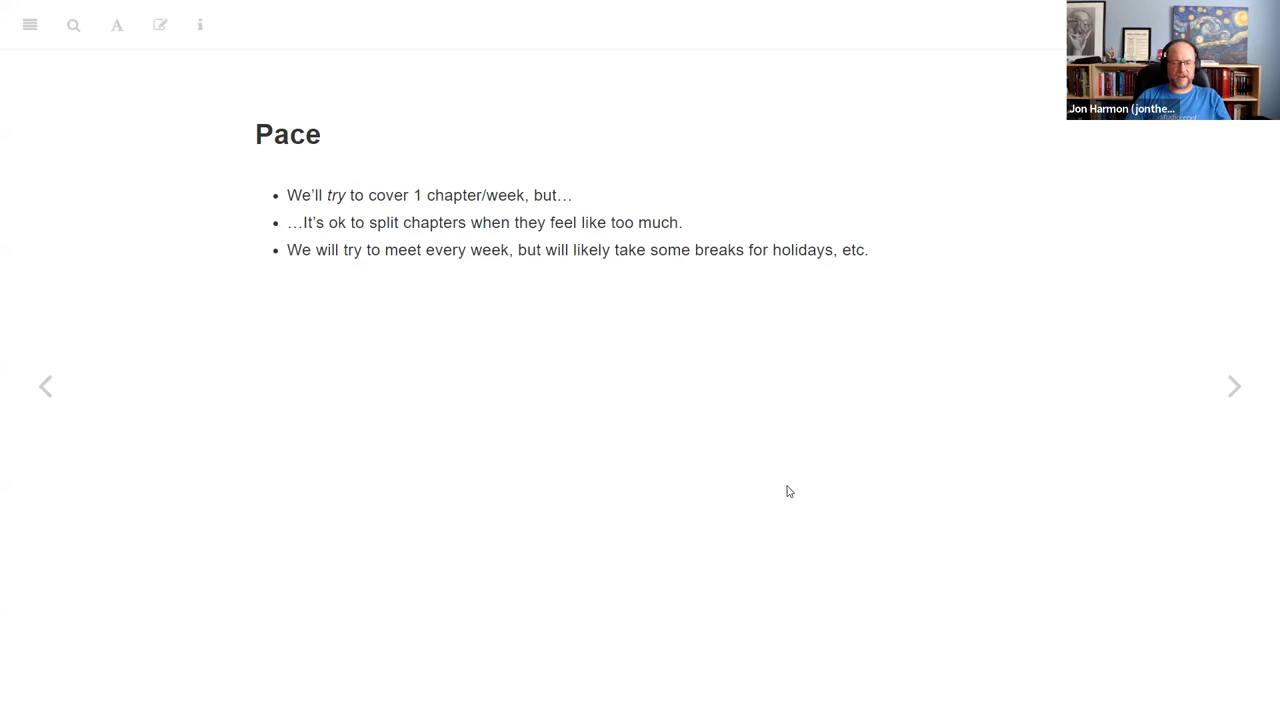 Pace
We'll try to cover 1 chapter/week, but…
…It's ok to split chapters when they feel like too much.
We will try to meet every week, but will likely take some breaks for holidays, etc.
Jon Harmon (jonthe...